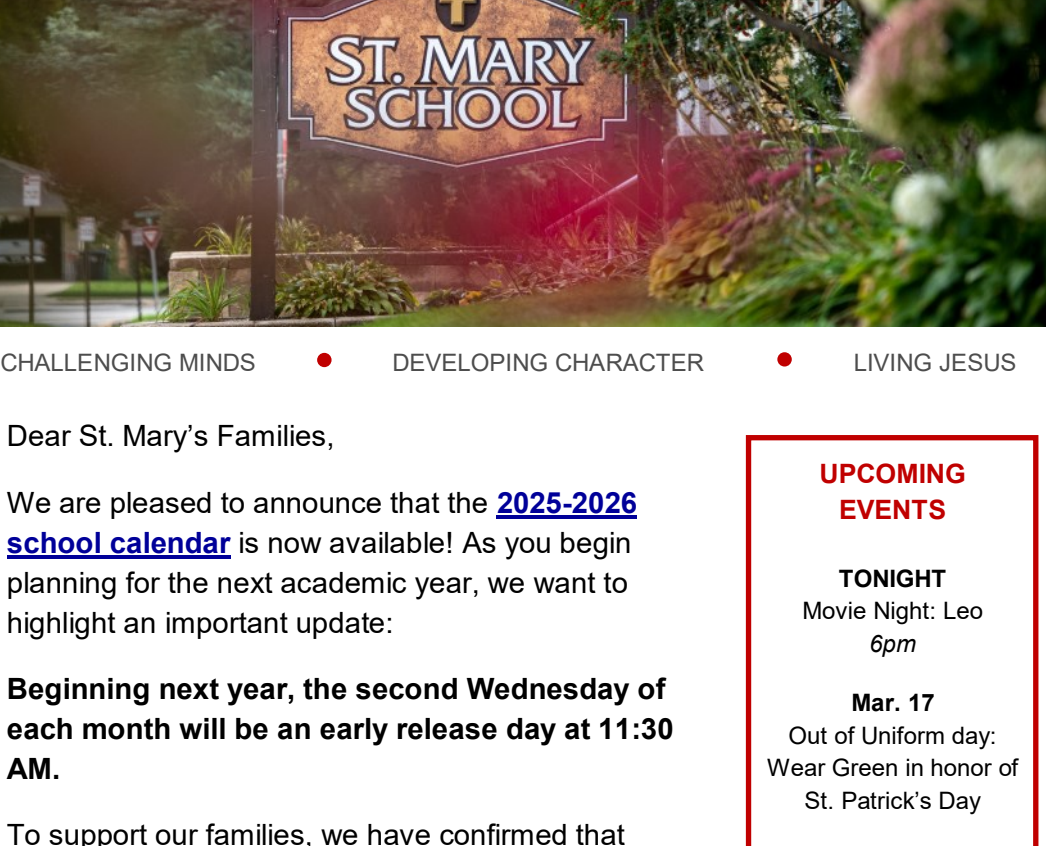 ST. MARY
SCHOOL
CHALLENGING MINDS ● DEVELOPING CHARACTER ● LIVING JESUS
Dear St. Mary’s Families,
We are pleased to announce that the 2025-2026
school calendar is now available! As you begin
planning for the next academic year, we want to
highlight an important update:
Beginning next year, the second Wednesday of
each month will be an early release day at 11:30
AM.
To support our families, we have confirmed that
UPCOMING
EVENTS
TONIGHT
Movie Night: Leo
6pm
Mar. 17
Out of Uniform day:
Wear Green in honor of
St. Patrick’s Day